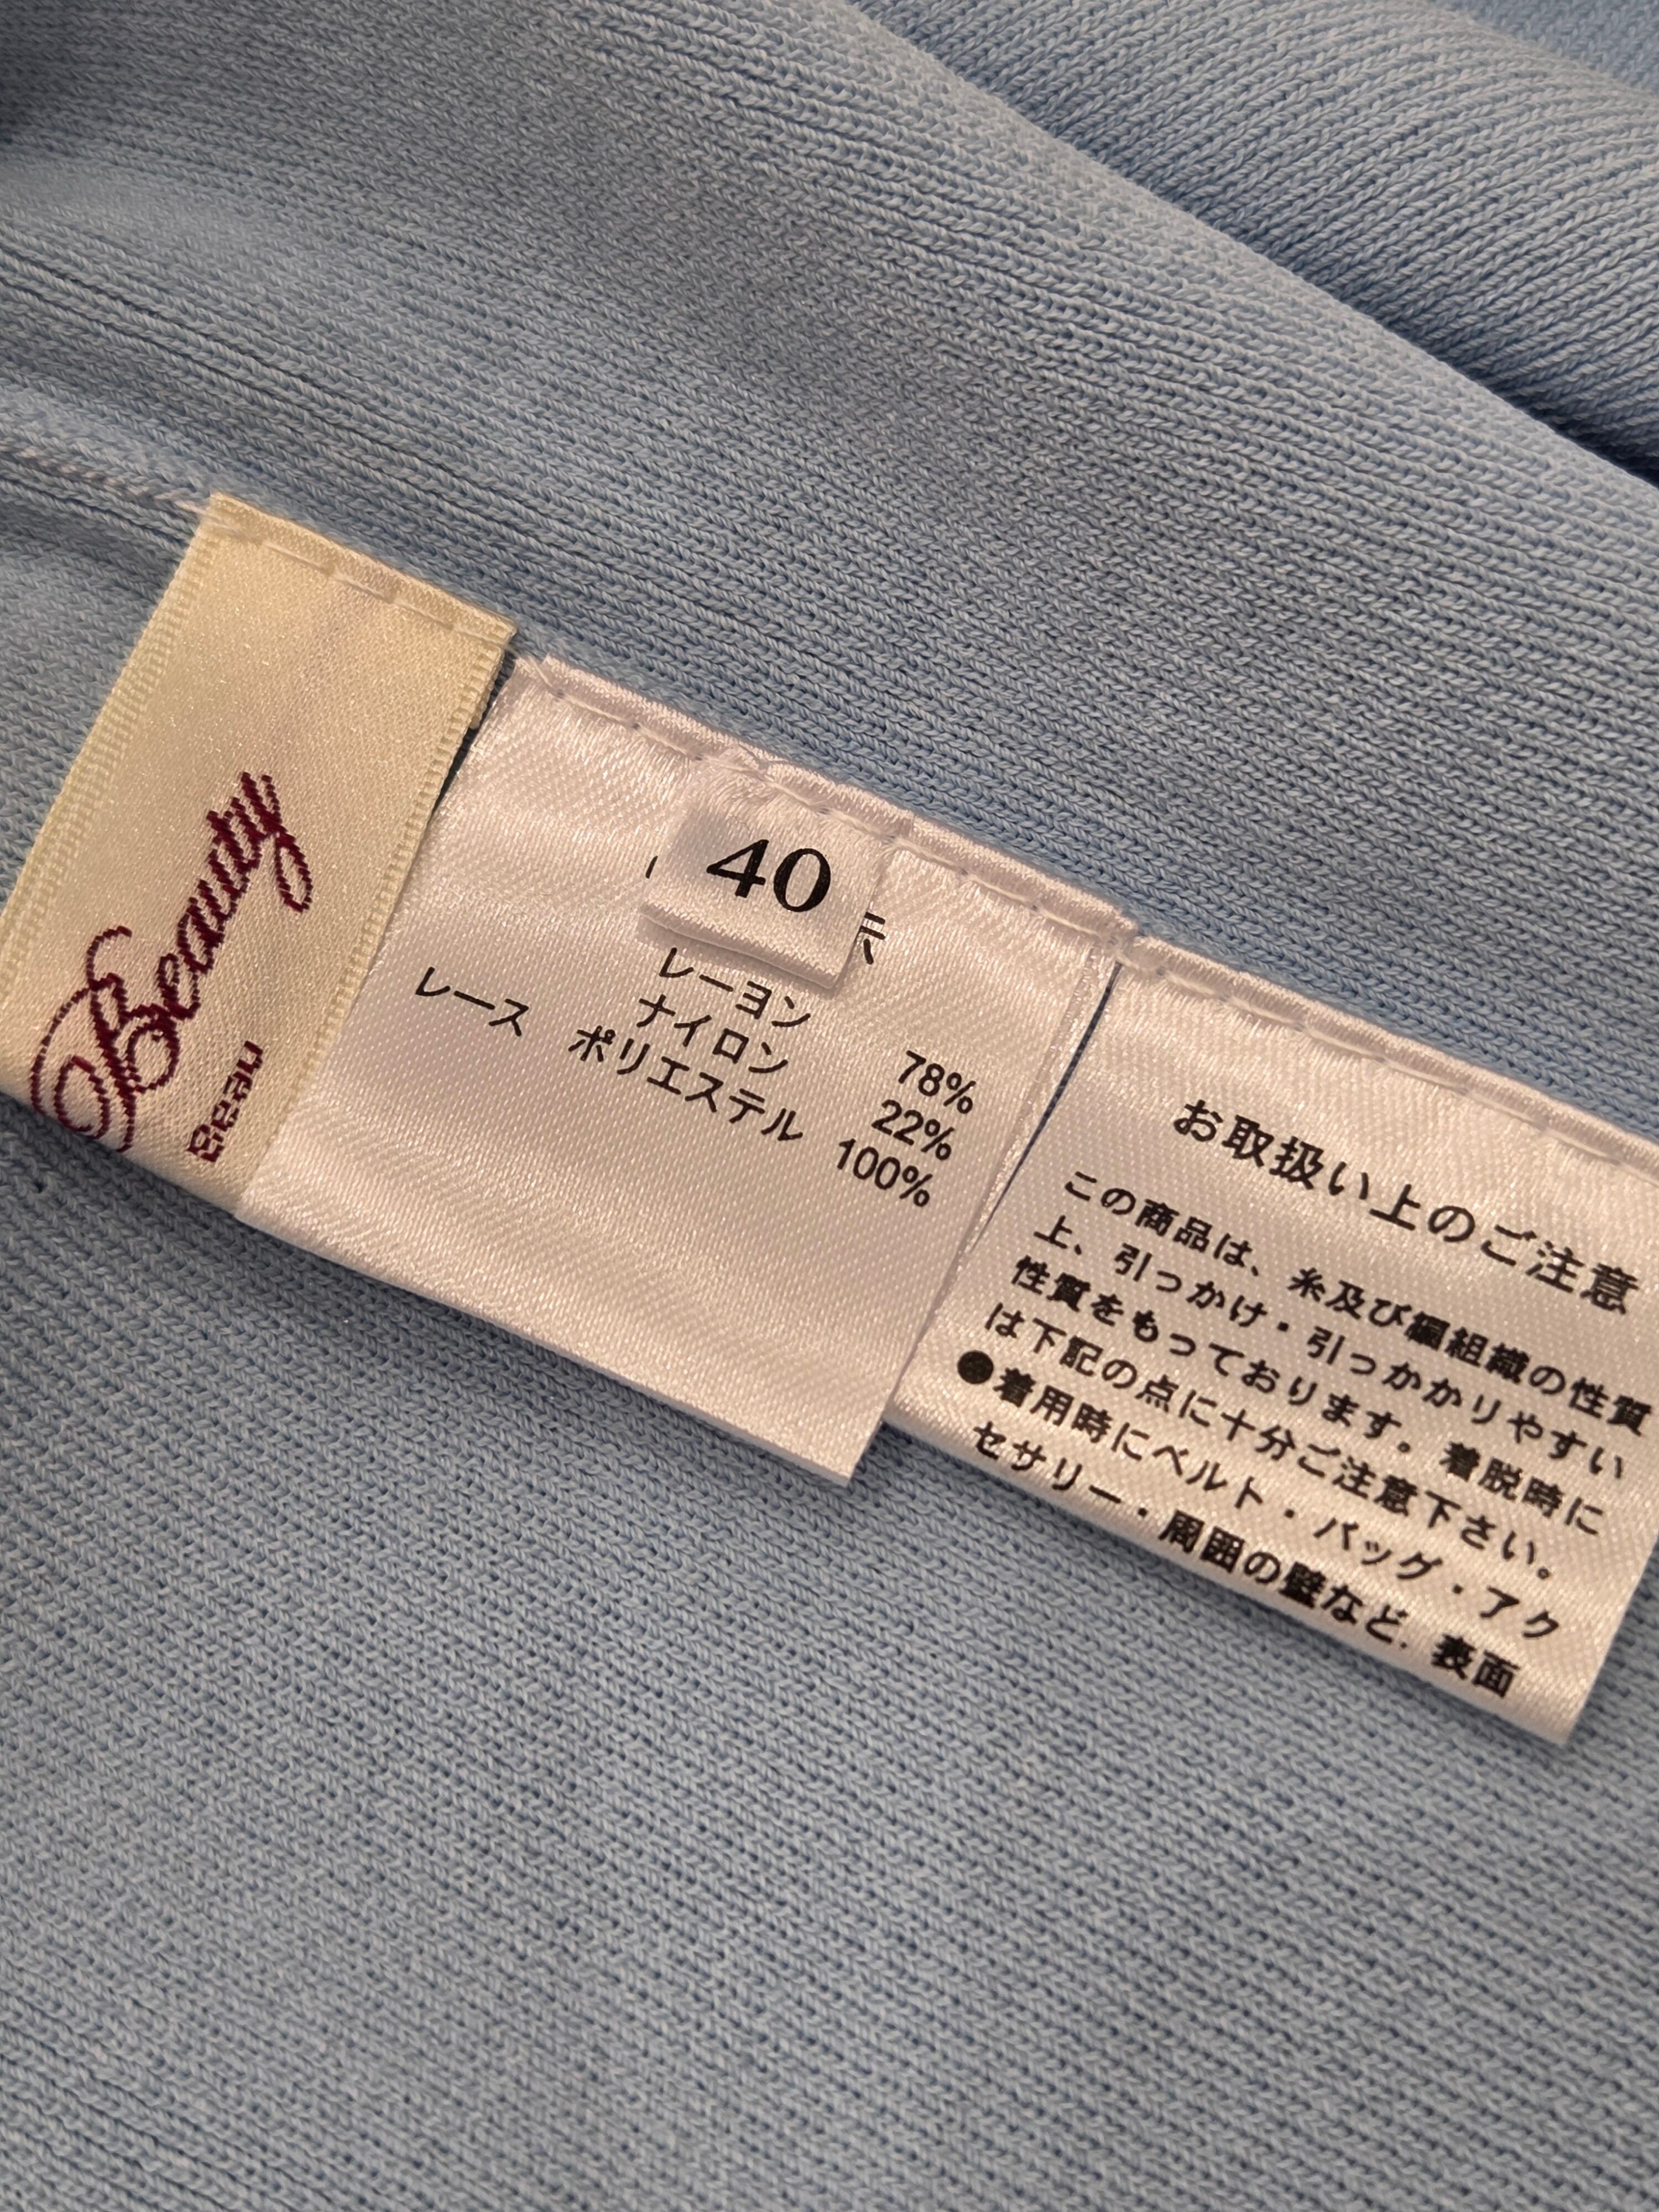 Beauty
Beau
40
示
レーヨン 78%
ナイロン 22%
レース ポリエステル 100%
お取扱い上のご注意
この商品は、糸及び編組織の性質
上、引っかけ・引っかかりやすい
性質をもっております。着脱時に
は下記の点に十分ご注意下さい。
●着用時にベルト・バッグ・アク
セサリー・周囲の壁など、表面